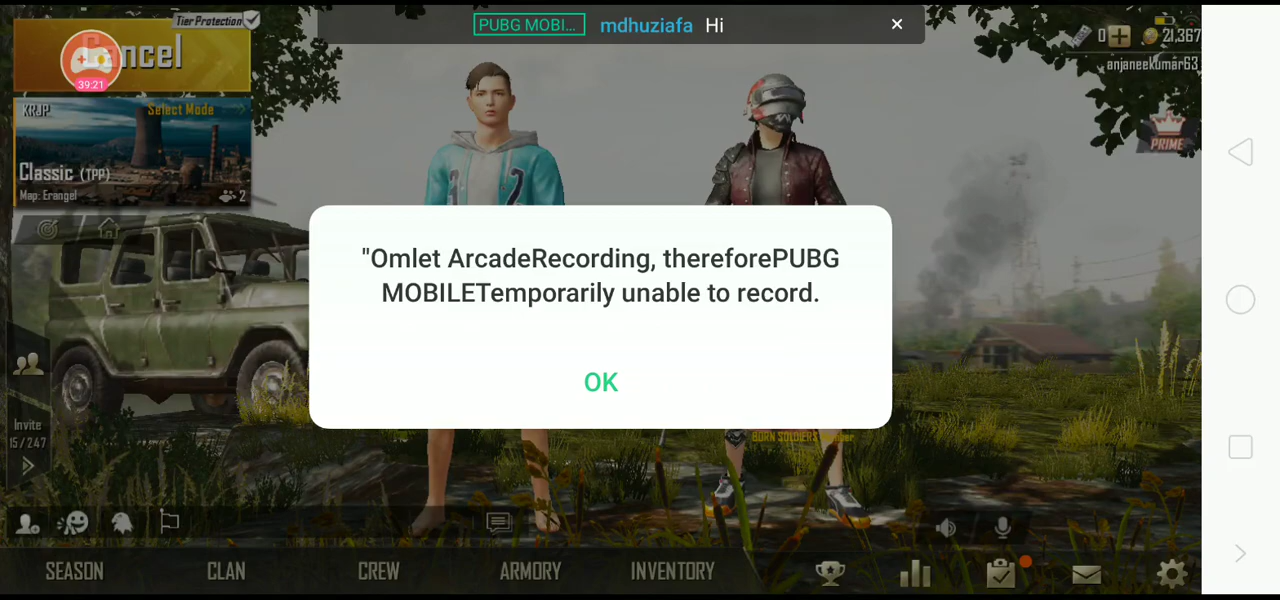 Tier Protection
PUBG MOBI... mdhuziafa Hi
Cancel
39:21
0
21,367
anjaneekumar63
KRJP
Select Mode
PRIME
Classic (TPP)
Map: Erangel
2
"Omlet ArcadeRecording, thereforePUBG
MOBILETemporarily unable to record.
OK
Invite
15/247
BORN SOLDIERS
SEASON
CLAN
CREW
ARMORY
INVENTORY